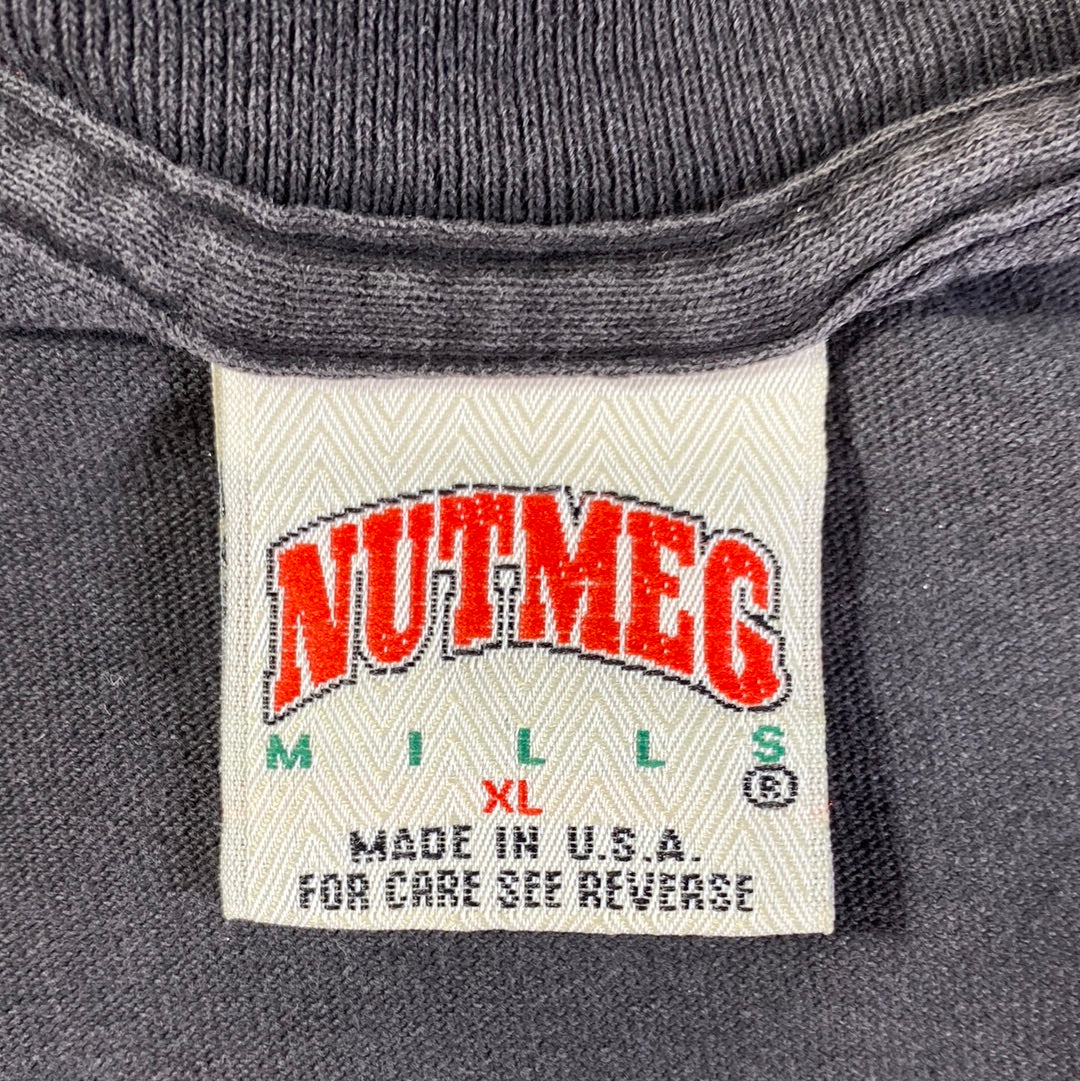 NUTMEG
MILLS
®
XL
MADE IN U.S.A.
FOR CARE SEE REVERSE